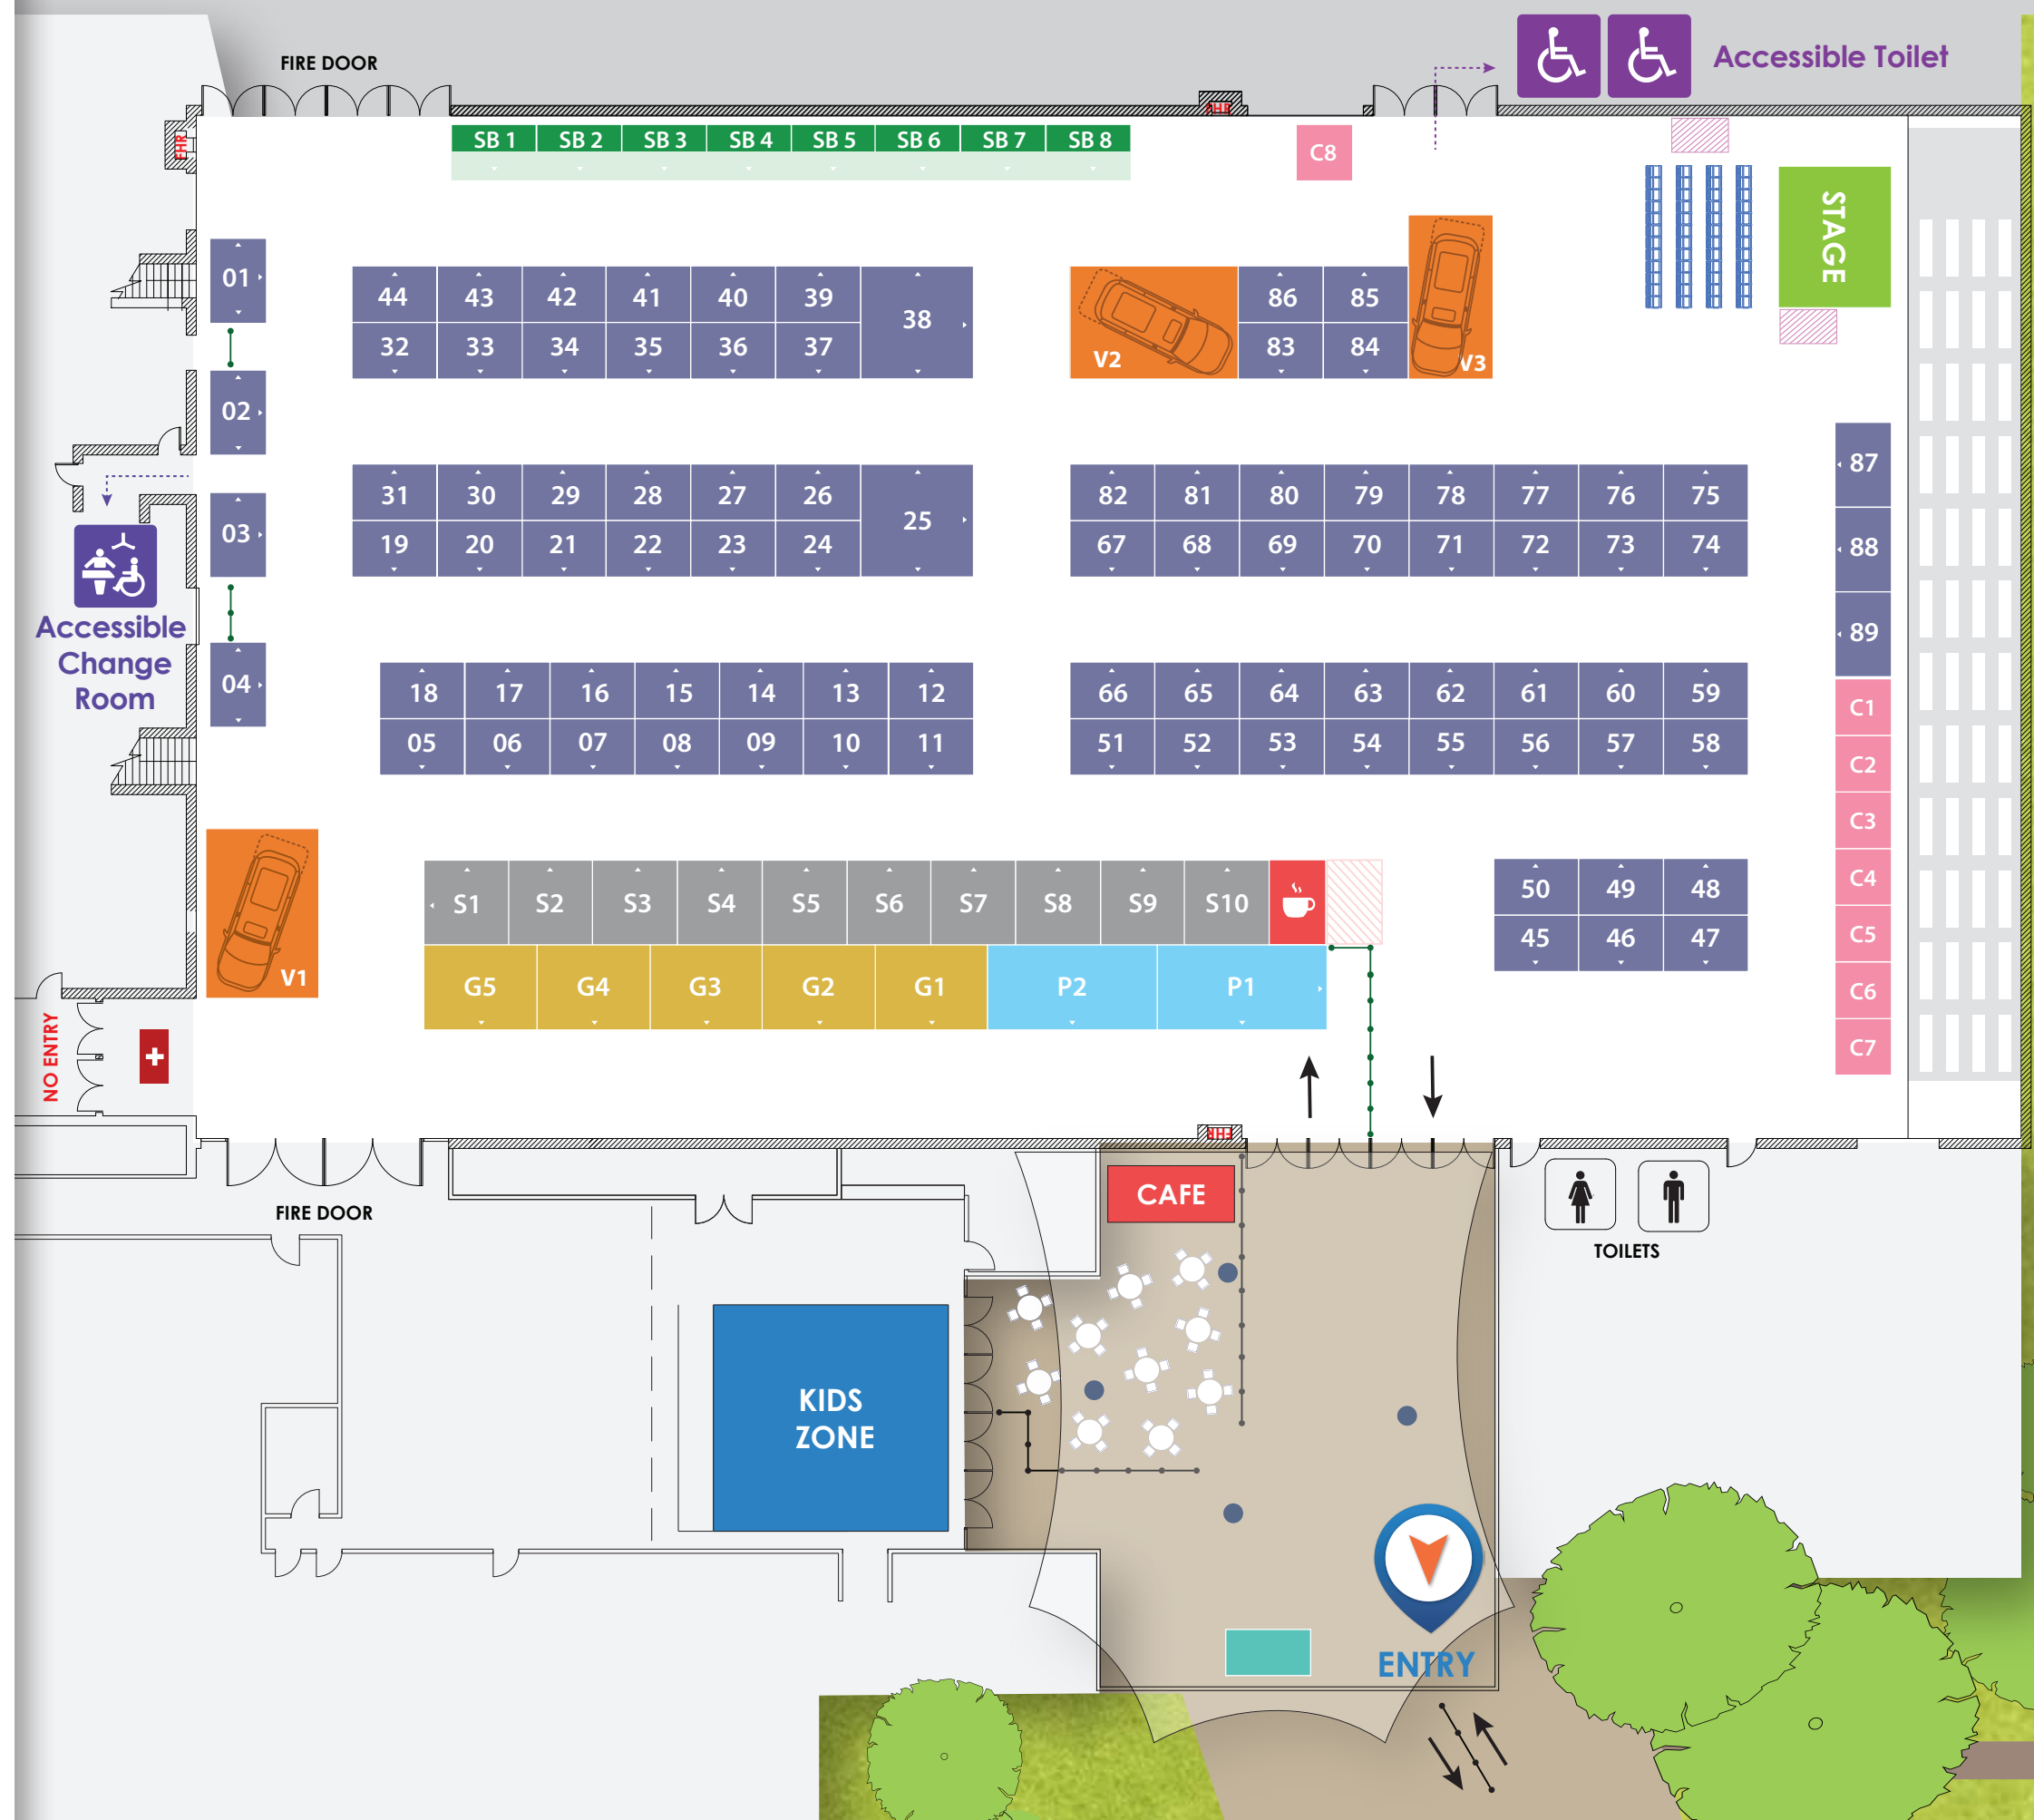 FIRE DOOR
Accessible Toilet
FHR
FHR
SB 1 SB 2 SB 3 SB 4 SB 5 SB 6 SB 7 SB 8
C8
STAGE
01
44 43 42 41 40 39
38
32 33 34 35 36 37
V2
86 85
83 84
V3
02
87
31 30 29 28 27 26
25
19 20 21 22 23 24
82 81 80 79 78 77 76 75
67 68 69 70 71 72 73 74
03
88
89
Accessible
Change
Room
04
18 17 16 15 14 13 12
05 06 07 08 09 10 11
66 65 64 63 62 61 60 59
51 52 53 54 55 56 57 58
C1
C2
C3
C4
C5
C6
C7
V1
S1 S2 S3 S4 S5 S6 S7 S8 S9 S10
G5 G4 G3 G2 G1 P2 P1
50 49 48
45 46 47
NO ENTRY
FHR
FIRE DOOR
CAFE
TOILETS
KIDS
ZONE
ENTRY